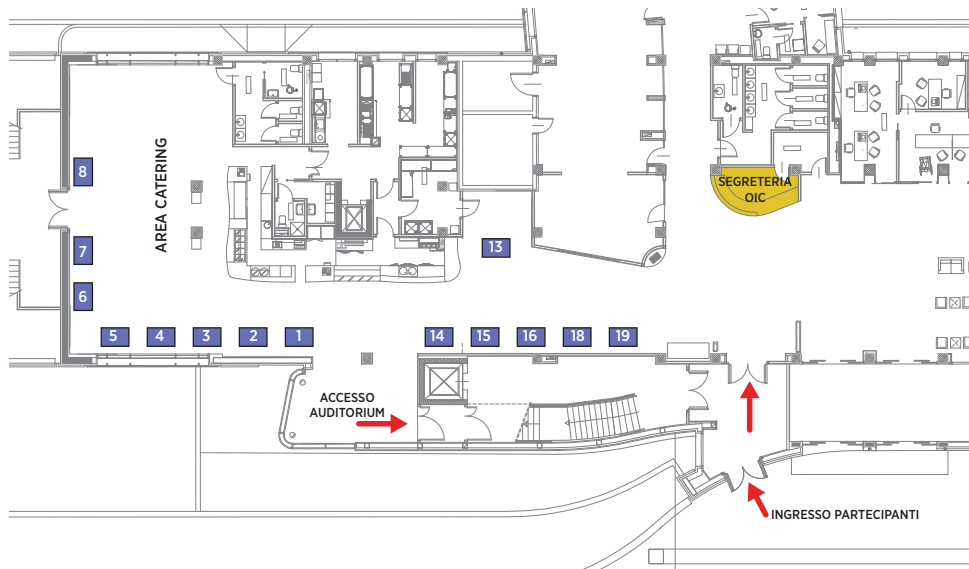 8
AREA CATERING
SEGRETERIA
OIC
7
13
6
5
4
3
2
1
14
15
16
18
19
ACCESSO
AUDITORIUM
INGRESSO PARTECIPANTI